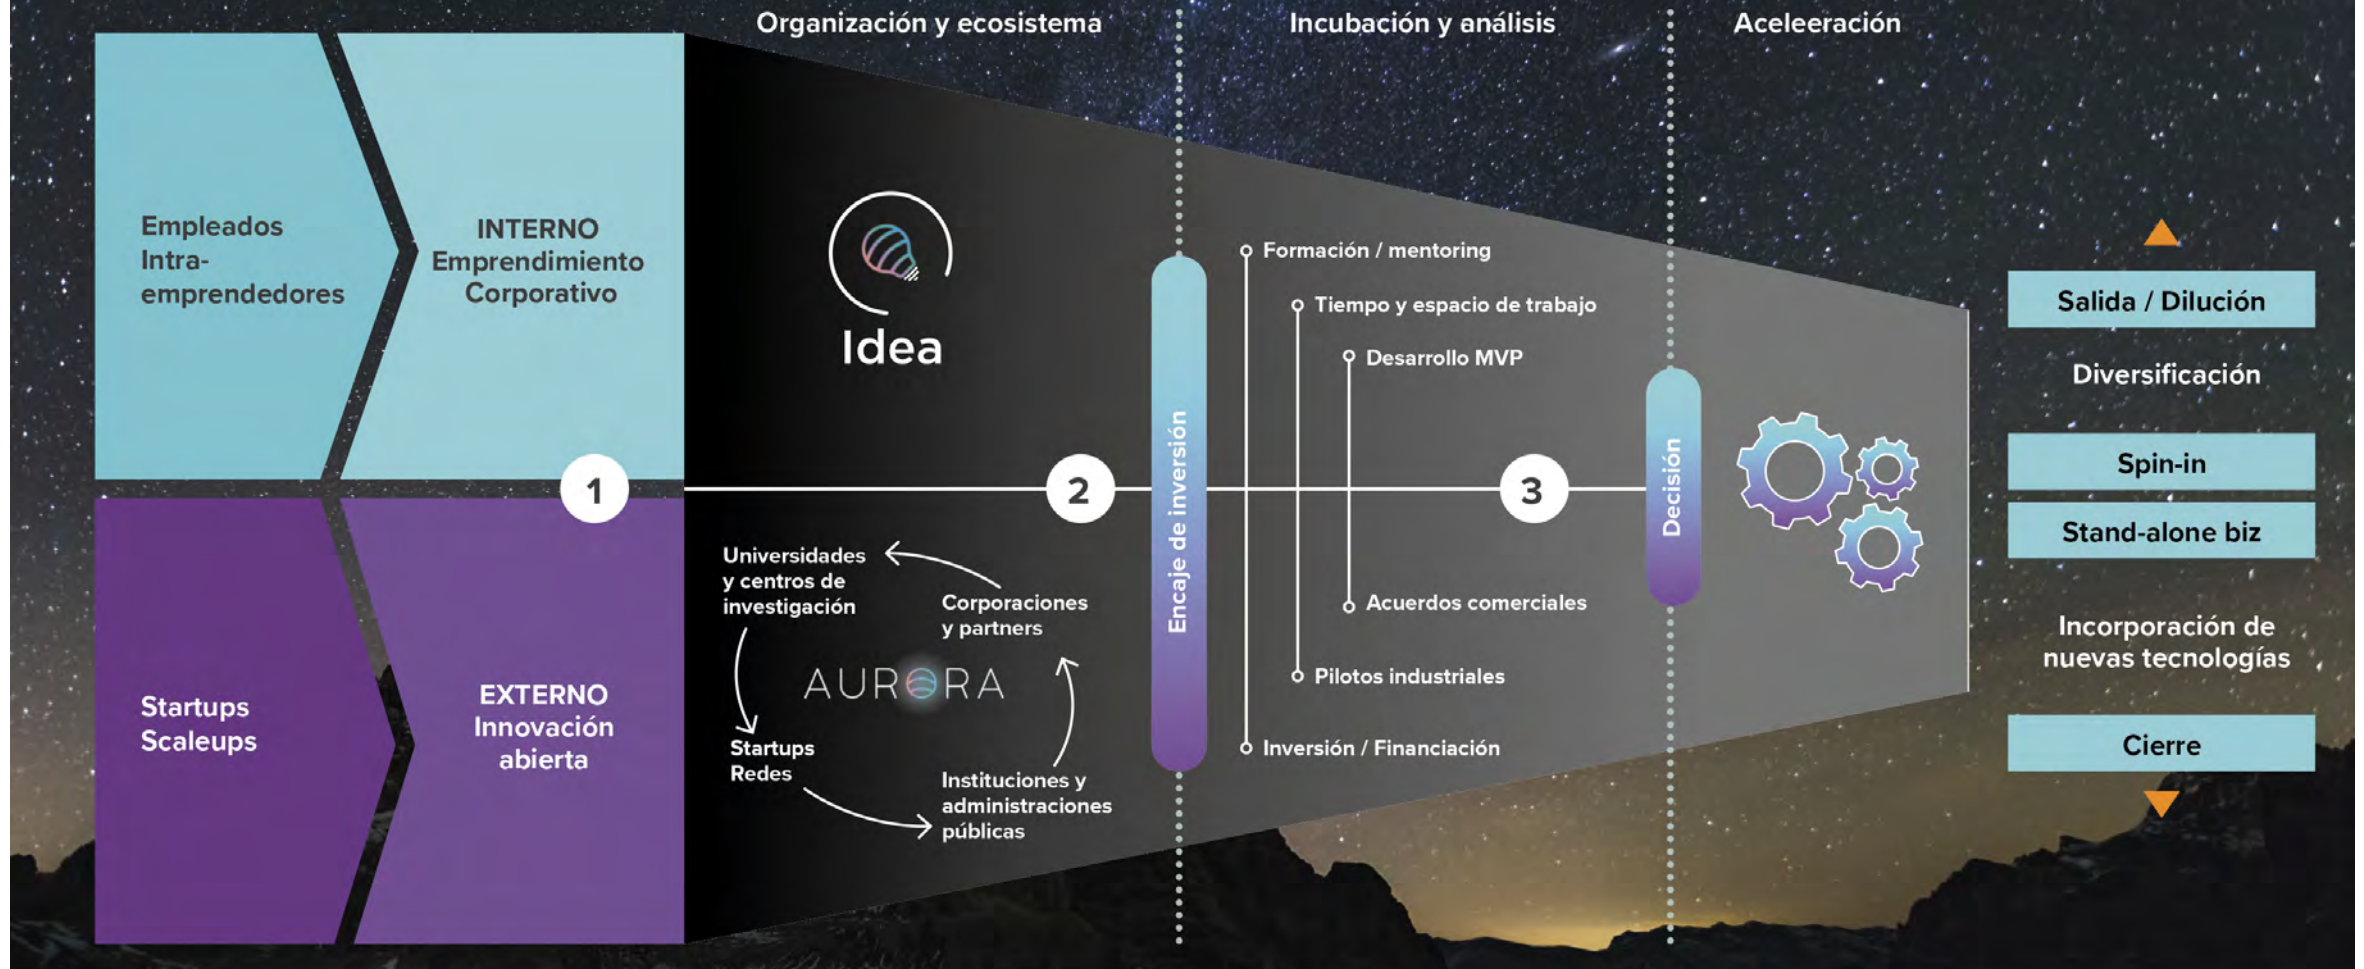 Organización y ecosistema
Incubación y análisis
Aceleeración
Empleados
Intra-
emprendedores
INTERNO
Emprendimiento
Corporativo
Startups
Scaleups
EXTERNO
Innovación
abierta
1
Idea
Universidades
y centros de
investigación
Corporaciones
y partners
AURORA
Startups
Redes
Instituciones y
administraciones
públicas
2
Encaje de inversión
Formación / mentoring
Tiempo y espacio de trabajo
Desarrollo MVP
3
Acuerdos comerciales
Pilotos industriales
Inversión / Financiación
Decisión
Salida / Dilución
Diversificación
Spin-in
Stand-alone biz
Incorporación de
nuevas tecnologías
Cierre